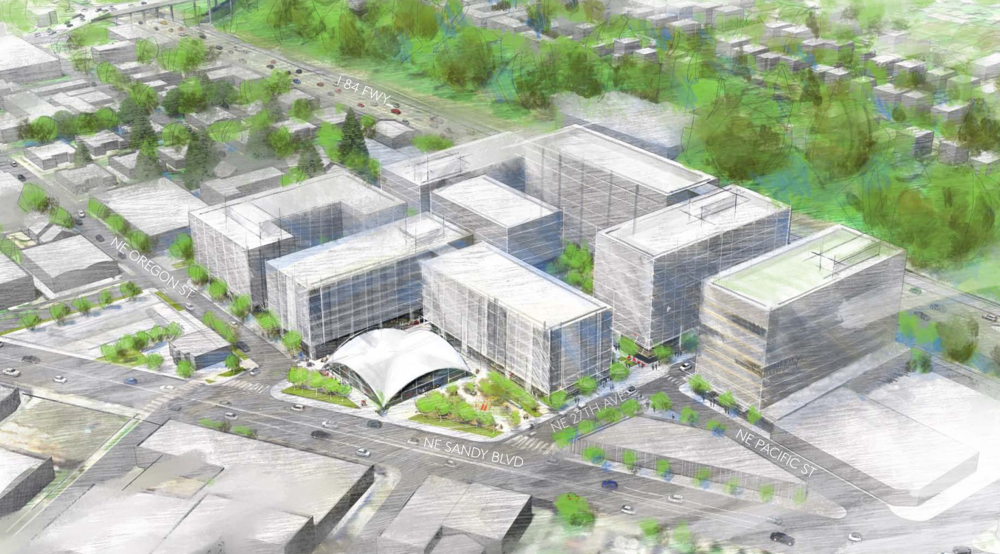 I 84 FWY
NE OREGON ST
NE 27TH AVE
NE SANDY BLVD
NE PACIFIC ST